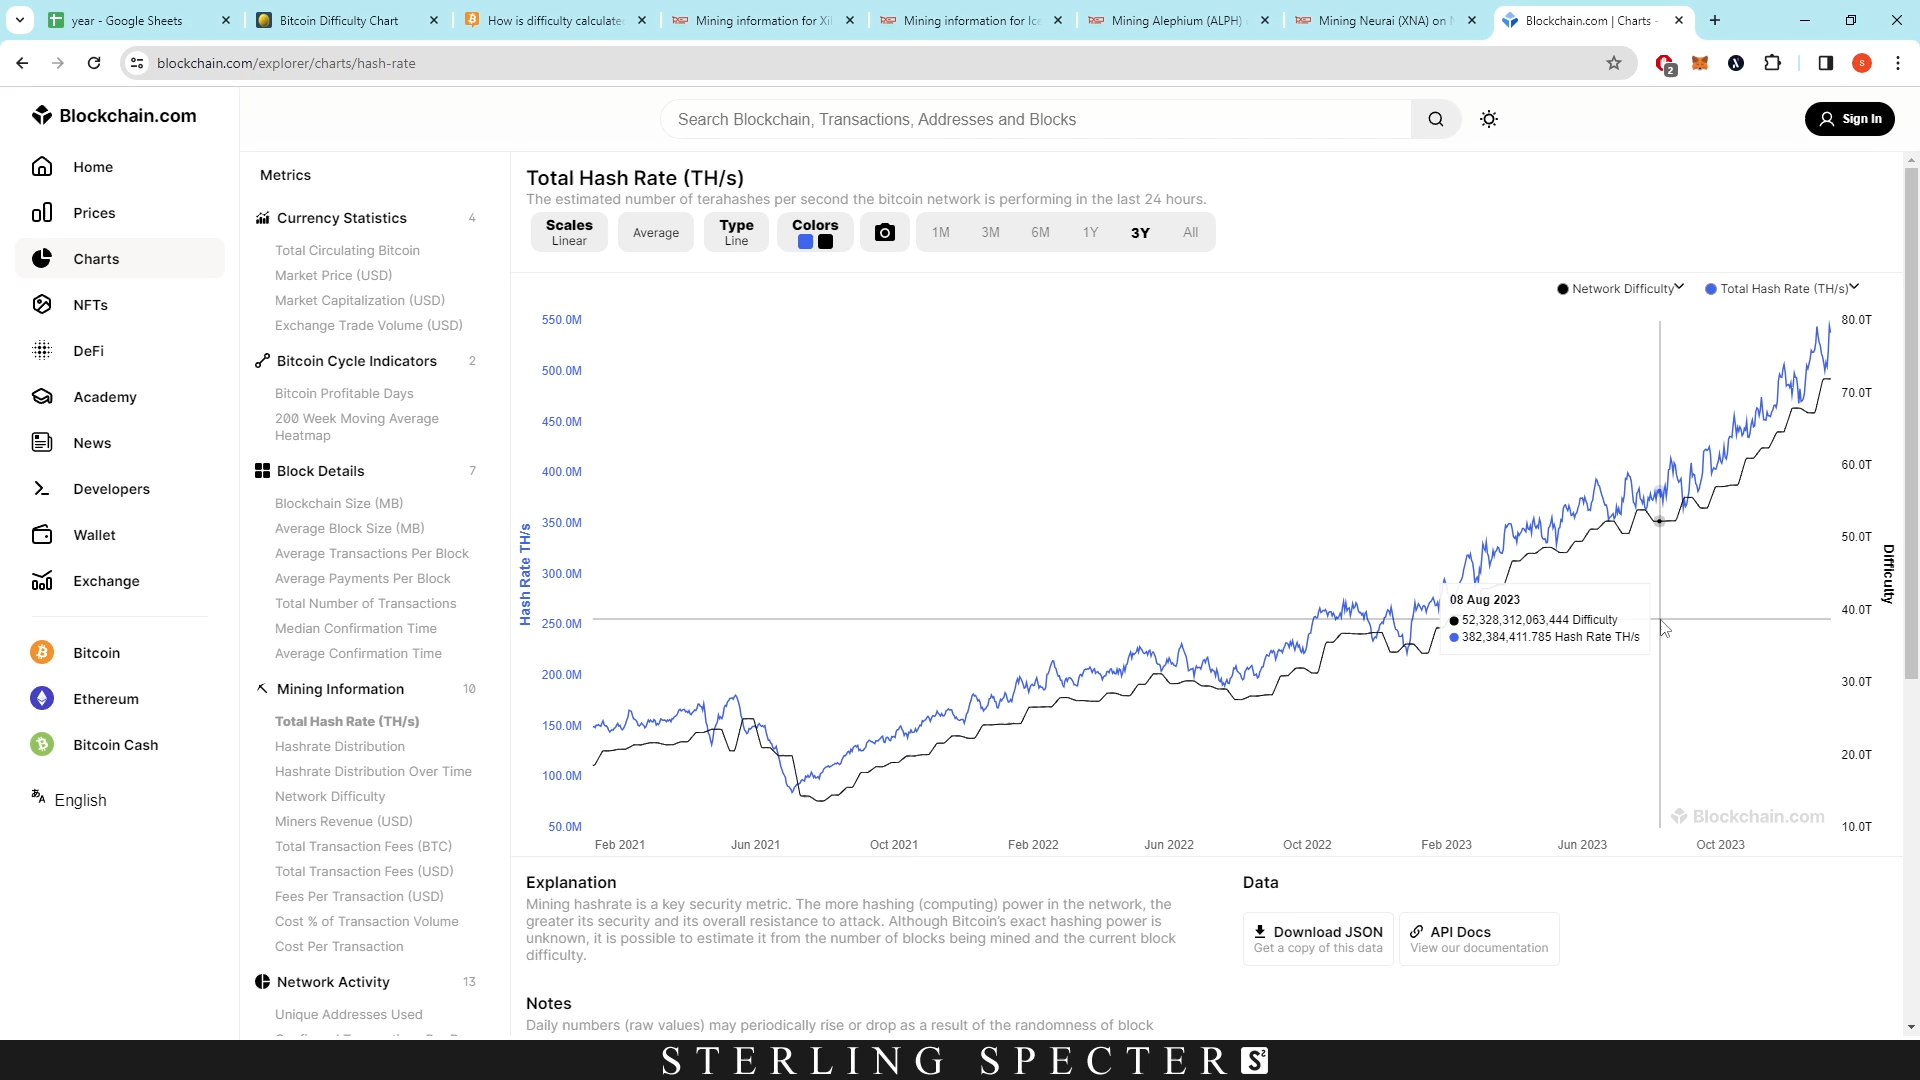 year - Google Sheets
Bitcoin Difficulty Chart
How is difficulty calculated
Mining information for Xi
Mining information for Ice
Mining Alephium (ALPH)
Mining Neurai (XNA) on
Blockchain.com | Charts -
blockchain.com/explorer/charts/hash-rate
2
S
Blockchain.com
Search Blockchain, Transactions, Addresses and Blocks
Sign In
Home
Prices
Charts
NFTs
DeFi
Academy
News
Developers
Wallet
Exchange
Bitcoin
Ethereum
Bitcoin Cash
English
Metrics
Currency Statistics 4
Total Circulating Bitcoin
Market Price (USD)
Market Capitalization (USD)
Exchange Trade Volume (USD)
Bitcoin Cycle Indicators 2
Bitcoin Profitable Days
200 Week Moving Average
Heatmap
Block Details 7
Blockchain Size (MB)
Average Block Size (MB)
Average Transactions Per Block
Average Payments Per Block
Total Number of Transactions
Median Confirmation Time
Average Confirmation Time
Mining Information 10
Total Hash Rate (TH/s)
Hashrate Distribution
Hashrate Distribution Over Time
Network Difficulty
Miners Revenue (USD)
Total Transaction Fees (BTC)
Total Transaction Fees (USD)
Fees Per Transaction (USD)
Cost % of Transaction Volume
Cost Per Transaction
Network Activity 13
Unique Addresses Used
Total Hash Rate (TH/s)
The estimated number of terahashes per second the bitcoin network is performing in the last 24 hours.
Scales
Linear
Average
Type
Line
Colors
1M 3M 6M 1Y 3Y All
Network Difficulty
Total Hash Rate (TH/s)
550.0M
500.0M
450.0M
400.0M
350.0M
300.0M
250.0M
200.0M
150.0M
100.0M
50.0M
Hash Rate TH/s
80.0T
70.0T
60.0T
50.0T
40.0T
30.0T
20.0T
10.0T
Difficulty
08 Aug 2023
52,328,312,063,444 Difficulty
382,384,411.785 Hash Rate TH/s
Blockchain.com
Feb 2021 Jun 2021 Oct 2021 Feb 2022 Jun 2022 Oct 2022 Feb 2023 Jun 2023 Oct 2023
Explanation
Mining hashrate is a key security metric. The more hashing (computing) power in the network, the
greater its security and its overall resistance to attack. Although Bitcoin's exact hashing power is
unknown, it is possible to estimate it from the number of blocks being mined and the current block
difficulty.
Data
Download JSON
Get a copy of this data
API Docs
View our documentation
Notes
Daily numbers (raw values) may periodically rise or drop as a result of the randomness of block
STERLING SPECTER